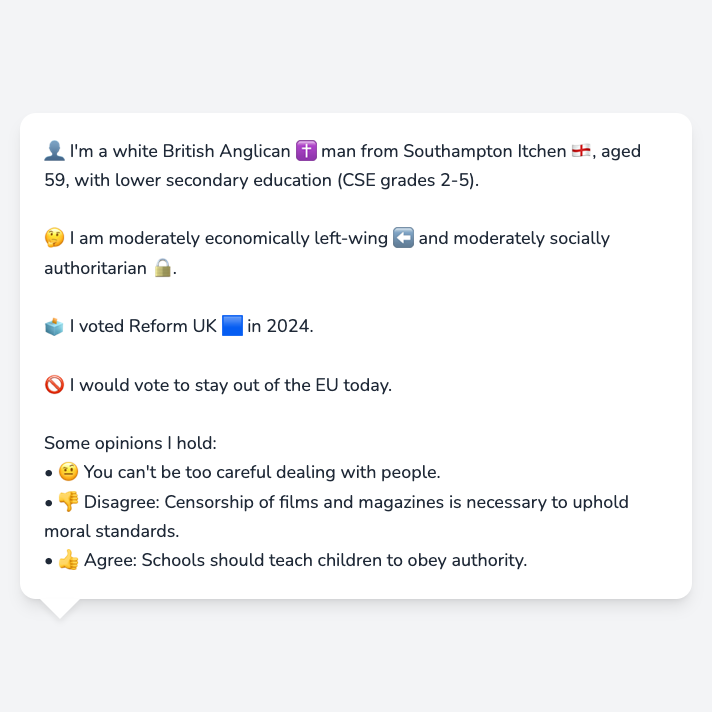 👤 I'm a white British Anglican ✝️ man from Southampton Itchen 🏴󠁧󠁢󠁥󠁮󠁧󠁿, aged
59, with lower secondary education (CSE grades 2-5).
🤔 I am moderately economically left-wing ⬅️ and moderately socially
authoritarian 🔒.
🗳️ I voted Reform UK 🟦 in 2024.
🚫 I would vote to stay out of the EU today.
Some opinions I hold:
• 🤨 You can't be too careful dealing with people.
• 👎 Disagree: Censorship of films and magazines is necessary to uphold
moral standards.
• 👍 Agree: Schools should teach children to obey authority.